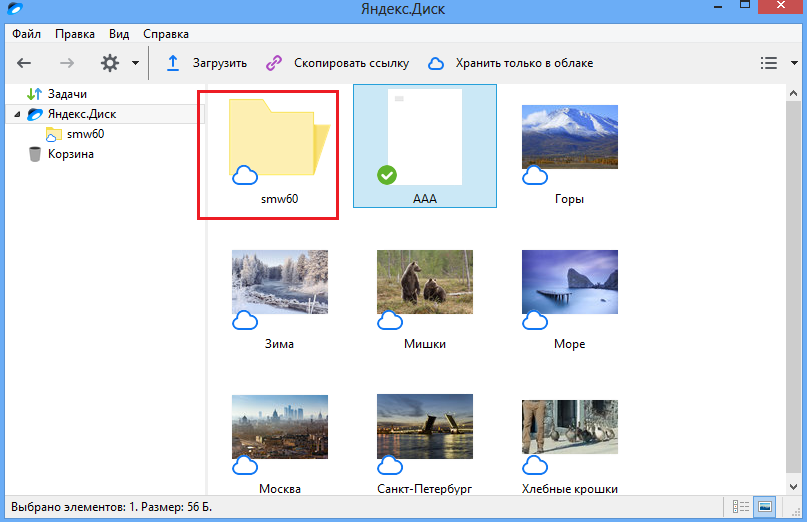 Яндекс.Диск
Файл Правка Вид Справка
Загрузить Скопировать ссылку Хранить только в облаке
Задачи
Яндекс.Диск
smw60
Корзина
smw60 AAA Горы
Зима Мишки Море
Москва Санкт-Петербург Хлебные крошки
Выбрано элементов: 1. Размер: 56 Б.